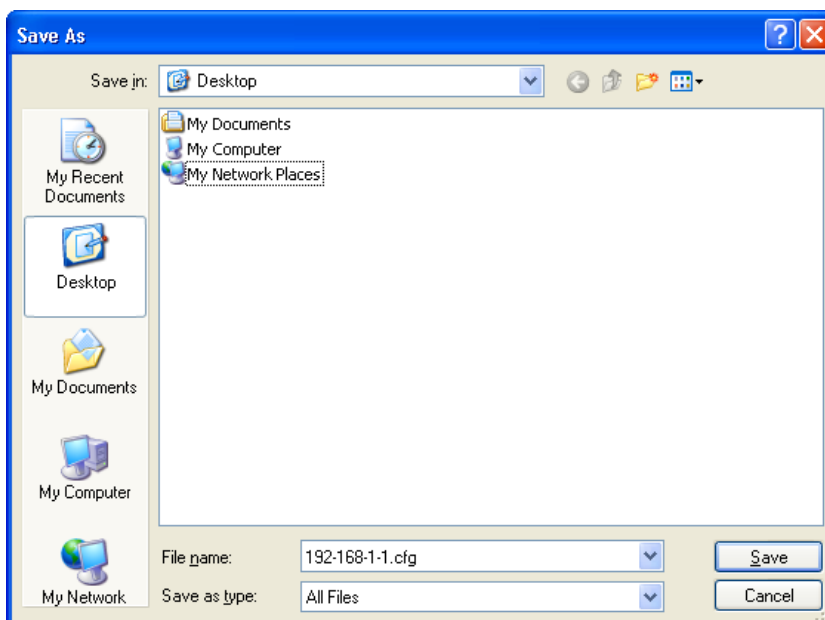 Save As
Save in:
Desktop
My Recent
Documents
Desktop
My Documents
My Computer
My Network
My Documents
My Computer
My Network Places
File name:
192-168-1-1.cfg
Save
Save as type:
All Files
Cancel